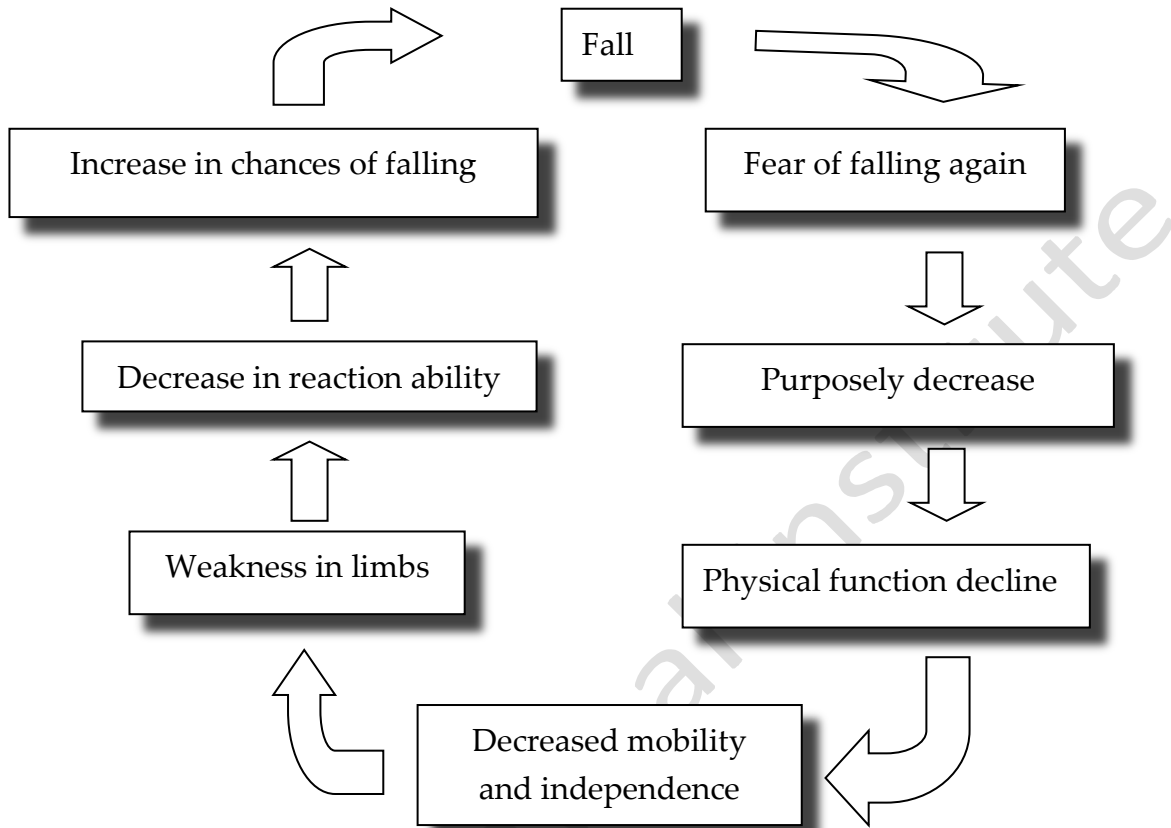 Fall
Fear of falling again
Purposely decrease
Physical function decline
Decreased mobility
and independence
Weakness in limbs
Decrease in reaction ability
Increase in chances of falling